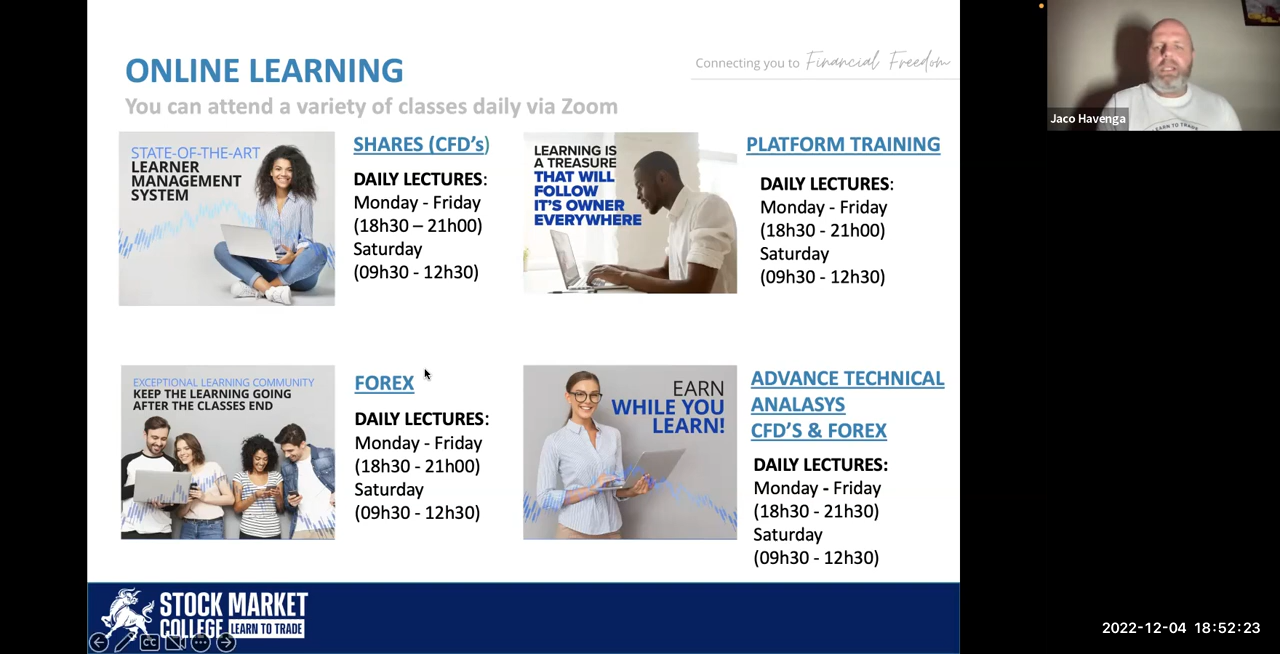 ONLINE LEARNING
Connecting you to Financial Freedom
You can attend a variety of classes daily via Zoom
STATE-OF-THE-ART
LEARNER
MANAGEMENT
SYSTEM
SHARES (CFD's)
DAILY LECTURES:
Monday - Friday
(18h30 – 21h00)
Saturday
(09h30 - 12h30)
LEARNING IS
A TREASURE
THAT WILL
FOLLOW
IT'S OWNER
EVERYWHERE
PLATFORM TRAINING
DAILY LECTURES:
Monday - Friday
(18h30 - 21h00)
Saturday
(09h30 - 12h30)
EXCEPTIONAL LEARNING COMMUNITY
KEEP THE LEARNING GOING
AFTER THE CLASSES END
FOREX
DAILY LECTURES:
Monday - Friday
(18h30 - 21h00)
Saturday
(09h30 - 12h30)
EARN
WHILE YOU
LEARN!
ADVANCE TECHNICAL
ANALASYS
CFD'S & FOREX
DAILY LECTURES:
Monday - Friday
(18h30 - 21h30)
Saturday
(09h30 - 12h30)
STOCK MARKET
COLLEGE LEARN TO TRADE
CC
Jaco Havenga
LEARN TO TRADE
2022-12-04 18:52:23